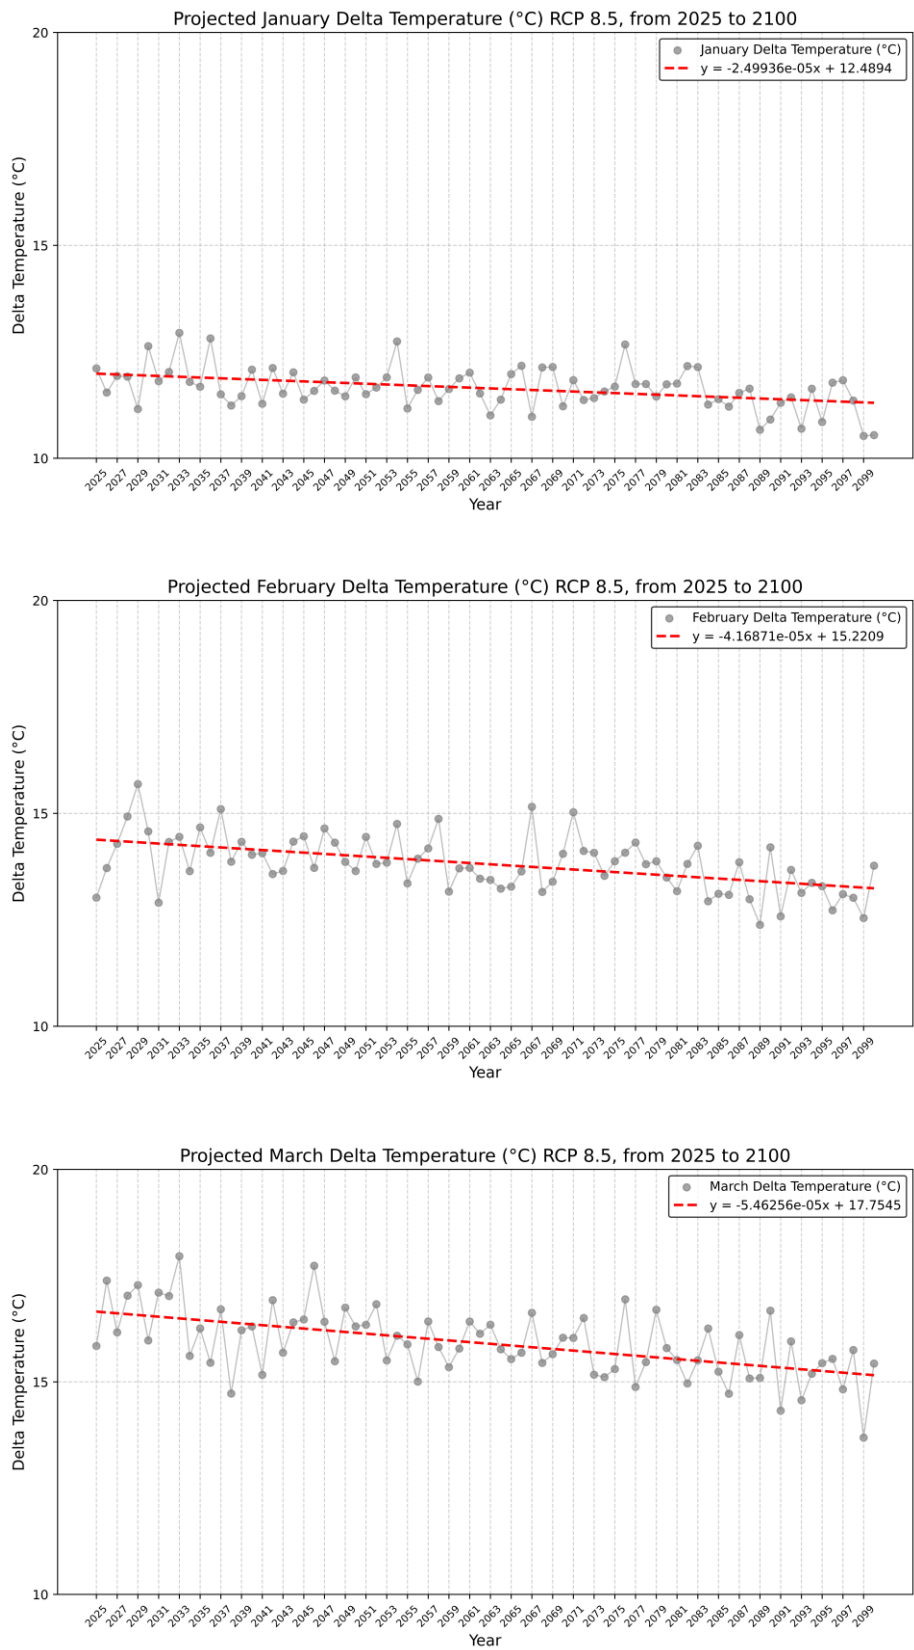 Projected January Delta Temperature (°C) RCP 8.5, from 2025 to 2100
20
January Delta Temperature (°C)
y = -2.49936e-05x + 12.4894
15
Delta Temperature (°C)
10
2025 2027 2029 2031 2033 2035 2037 2039 2041 2043 2045 2047 2049 2051 2053 2055 2057 2059 2061 2063 2065 2067 2069 2071 2073 2075 2077 2079 2081 2083 2085 2087 2089 2091 2093 2095 2097 2099
Year
Projected February Delta Temperature (°C) RCP 8.5, from 2025 to 2100
20
February Delta Temperature (°C)
y = -4.16871e-05x + 15.2209
15
Delta Temperature (°C)
10
2025 2027 2029 2031 2033 2035 2037 2039 2041 2043 2045 2047 2049 2051 2053 2055 2057 2059 2061 2063 2065 2067 2069 2071 2073 2075 2077 2079 2081 2083 2085 2087 2089 2091 2093 2095 2097 2099
Year
Projected March Delta Temperature (°C) RCP 8.5, from 2025 to 2100
20
March Delta Temperature (°C)
y = -5.46256e-05x + 17.7545
15
Delta Temperature (°C)
10
2025 2027 2029 2031 2033 2035 2037 2039 2041 2043 2045 2047 2049 2051 2053 2055 2057 2059 2061 2063 2065 2067 2069 2071 2073 2075 2077 2079 2081 2083 2085 2087 2089 2091 2093 2095 2097 2099
Year